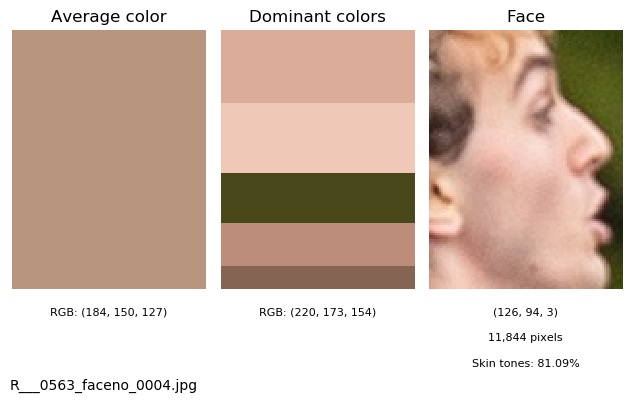 Average color
Dominant colors
Face
RGB: (184, 150, 127)
RGB: (220, 173, 154)
(126, 94, 3)
11,844 pixels
Skin tones: 81.09%
R___0563_faceno_0004.jpg